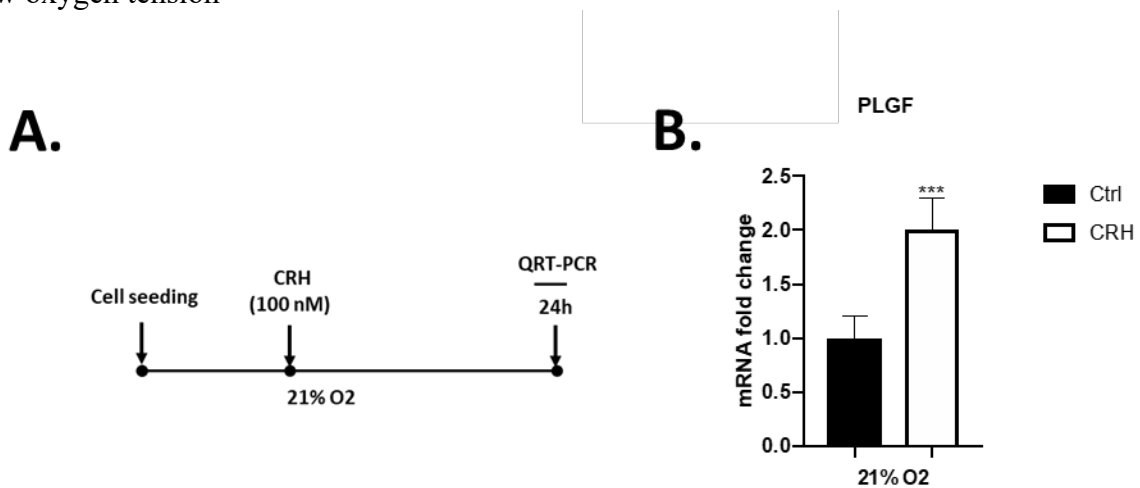 oxygen tension
A.
Cell seeding
CRH
(100 nM)
QRT-PCR
24h
21% O2
B.
PLGF
mRNA fold change
2.5
2.0
1.5
1.0
0.5
0.0
***
21% O2
Ctrl
CRH